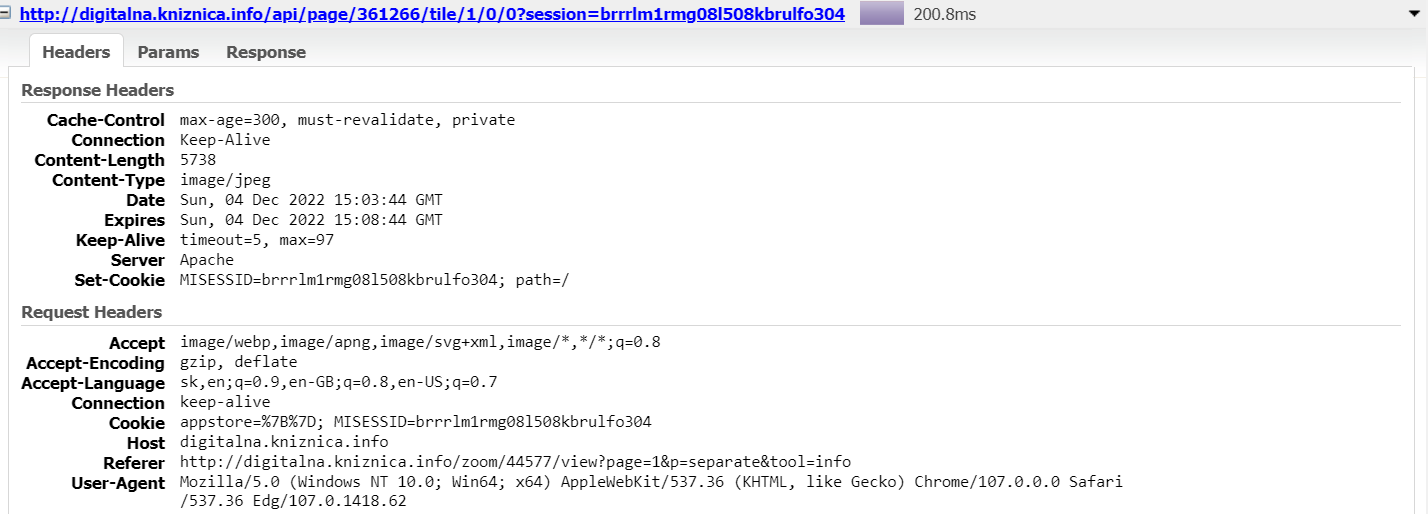 http://digitalna.kniznica.info/api/page/361266/tile/1/0/0?session=brrrlm1rmg08l508kbrulfo304 200.8ms
Headers Params Response
Response Headers
Cache-Control max-age=300, must-revalidate, private
Connection Keep-Alive
Content-Length 5738
Content-Type image/jpeg
Date Sun, 04 Dec 2022 15:03:44 GMT
Expires Sun, 04 Dec 2022 15:08:44 GMT
Keep-Alive timeout=5, max=97
Server Apache
Set-Cookie MISESSID=brrrlm1rmg08l508kbrulfo304; path=/
Request Headers
Accept image/webp,image/apng,image/svg+xml,image/*,*/*;q=0.8
Accept-Encoding gzip, deflate
Accept-Language sk,en;q=0.9,en-GB;q=0.8,en-US;q=0.7
Connection keep-alive
Cookie appstore=%7B%7D; MISESSID=brrrlm1rmg08l508kbrulfo304
Host digitalna.kniznica.info
Referer http://digitalna.kniznica.info/zoom/44577/view?page=1&p=separate&tool=info
User-Agent Mozilla/5.0 (Windows NT 10.0; Win64; x64) AppleWebKit/537.36 (KHTML, like Gecko) Chrome/107.0.0.0 Safari
/537.36 Edg/107.0.1418.62